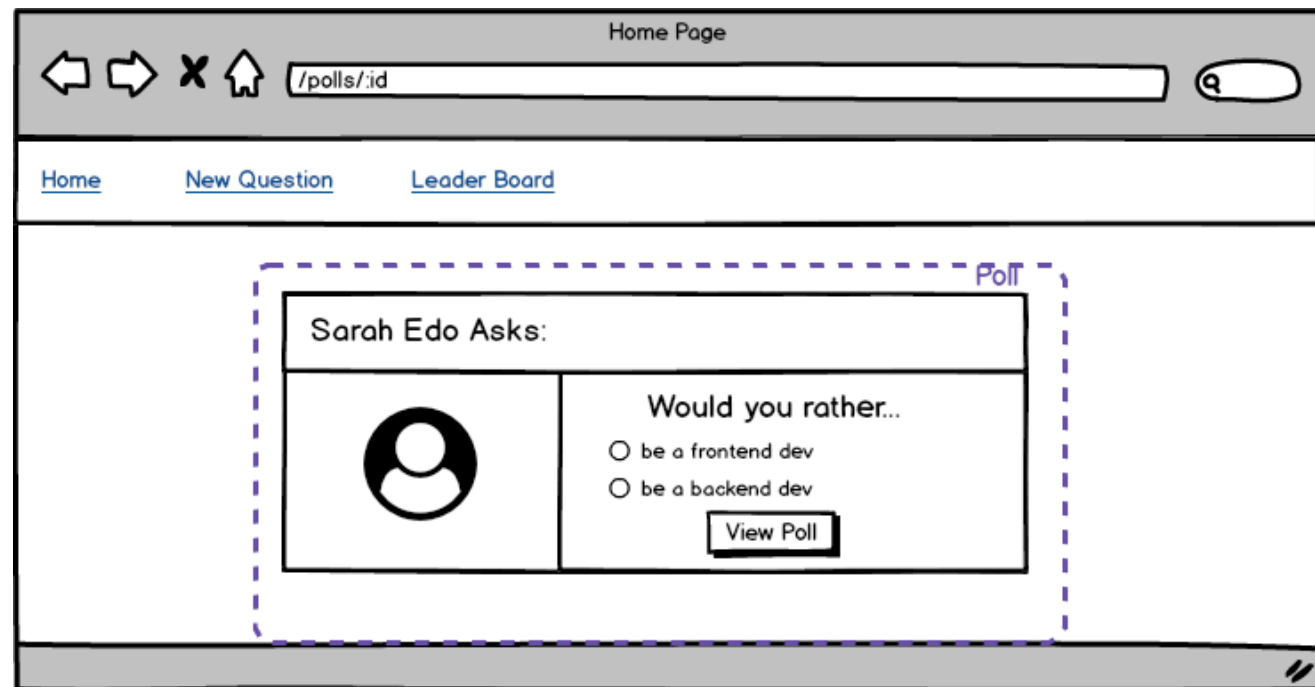 Home Page
/polls/:id
Home New Question Leader Board
Poll
Sarah Edo Asks:
Would you rather...
be a frontend dev
be a backend dev
View Poll